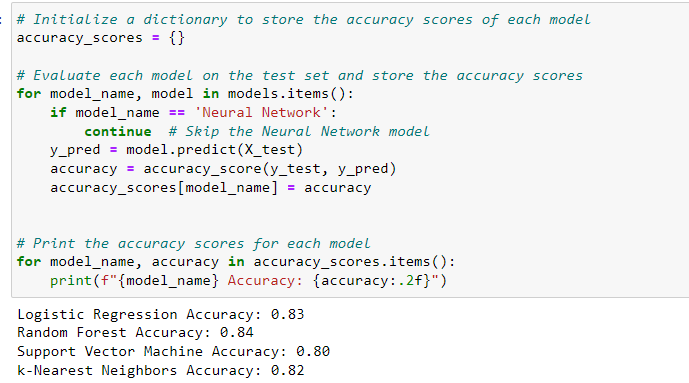 # Initialize a dictionary to store the accuracy scores of each model
accuracy_scores = {}

# Evaluate each model on the test set and store the accuracy scores
for model_name, model in models.items():
    if model_name == 'Neural Network':
        continue  # Skip the Neural Network model
    y_pred = model.predict(X_test)
    accuracy = accuracy_score(y_test, y_pred)
    accuracy_scores[model_name] = accuracy


# Print the accuracy scores for each model
for model_name, accuracy in accuracy_scores.items():
    print(f"{model_name} Accuracy: {accuracy:.2f}")

Logistic Regression Accuracy: 0.83
Random Forest Accuracy: 0.84
Support Vector Machine Accuracy: 0.80
k-Nearest Neighbors Accuracy: 0.82